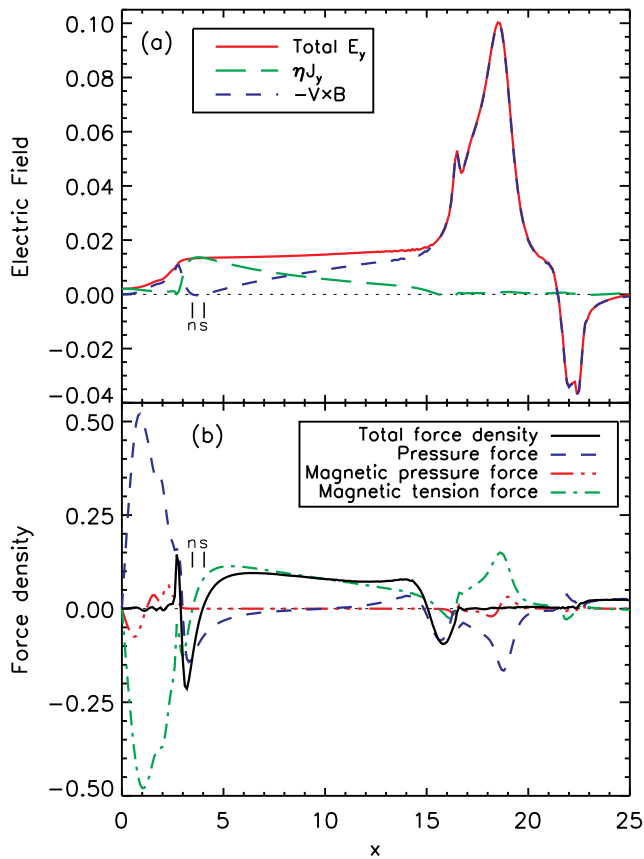 (a)
Total E_y
ηJ_y
−V×B
Electric Field
0.10
0.08
0.06
0.04
0.02
0.00
−0.02
−0.04
n s
(b)
Total force density
Pressure force
Magnetic pressure force
Magnetic tension force
Force density
0.50
0.25
0.00
−0.25
−0.50
n s
0 5 10 15 20 25
x